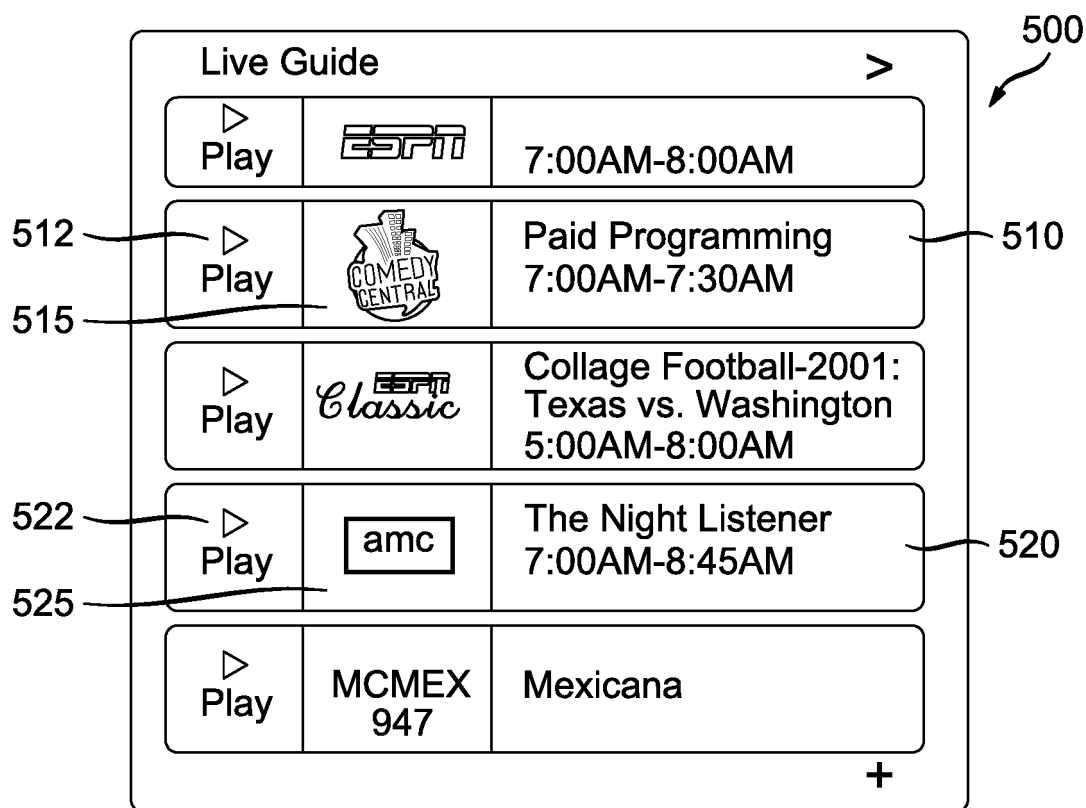 500
Live Guide >
Play
ESPN
7:00AM-8:00AM
512
Play
COMEDY
CENTRAL
Paid Programming
7:00AM-7:30AM
510
515
Play
ESPN
Classic
Collage Football-2001:
Texas vs. Washington
5:00AM-8:00AM
522
Play
amc
The Night Listener
7:00AM-8:45AM
520
525
Play
MCMEX
947
Mexicana
+